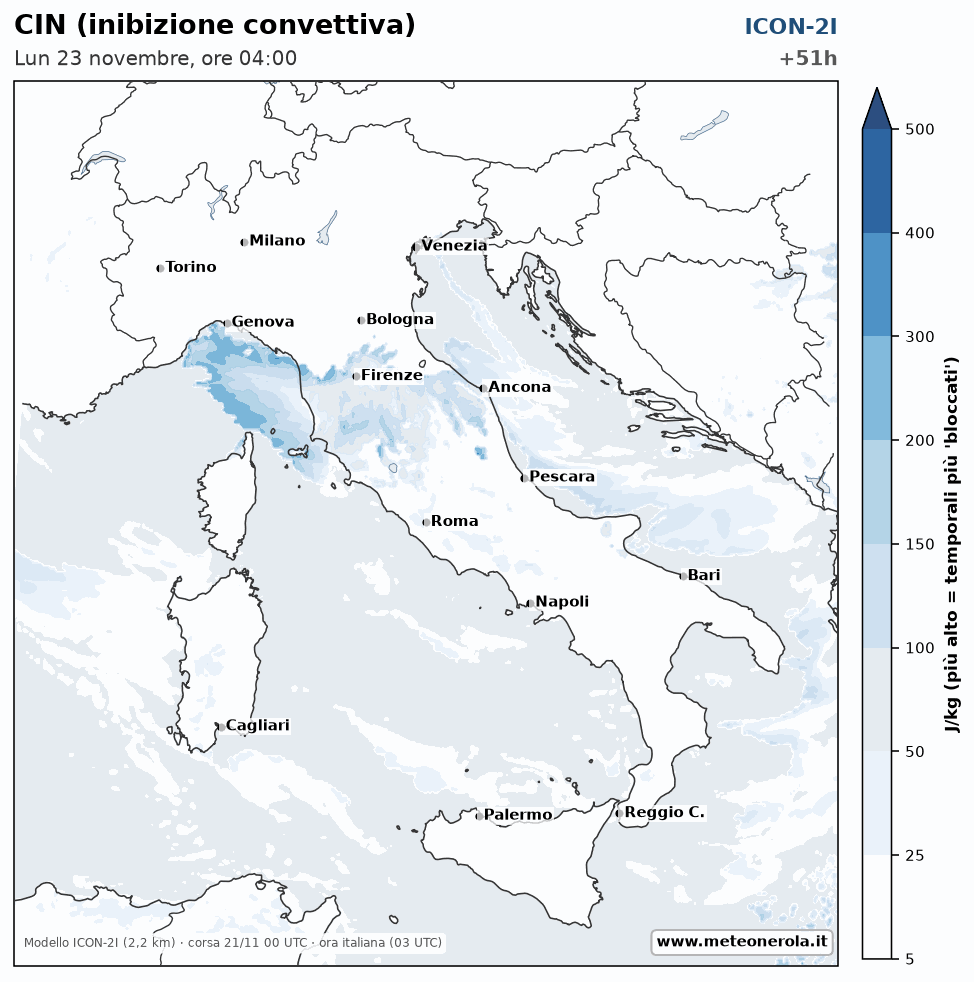 CIN (inibizione convettiva)
ICON-2I
Lun 23 novembre, ore 04:00
+51h
500
400
300
200
150
100
50
25
5
J/kg (più alto = temporali più 'bloccati')
Milano
Venezia
Torino
Genova
Bologna
Firenze
Ancona
Pescara
Roma
Bari
Napoli
Cagliari
Palermo
Reggio C.
Modello ICON-2I (2,2 km) · corsa 21/11 00 UTC · ora italiana (03 UTC)
www.meteonerola.it